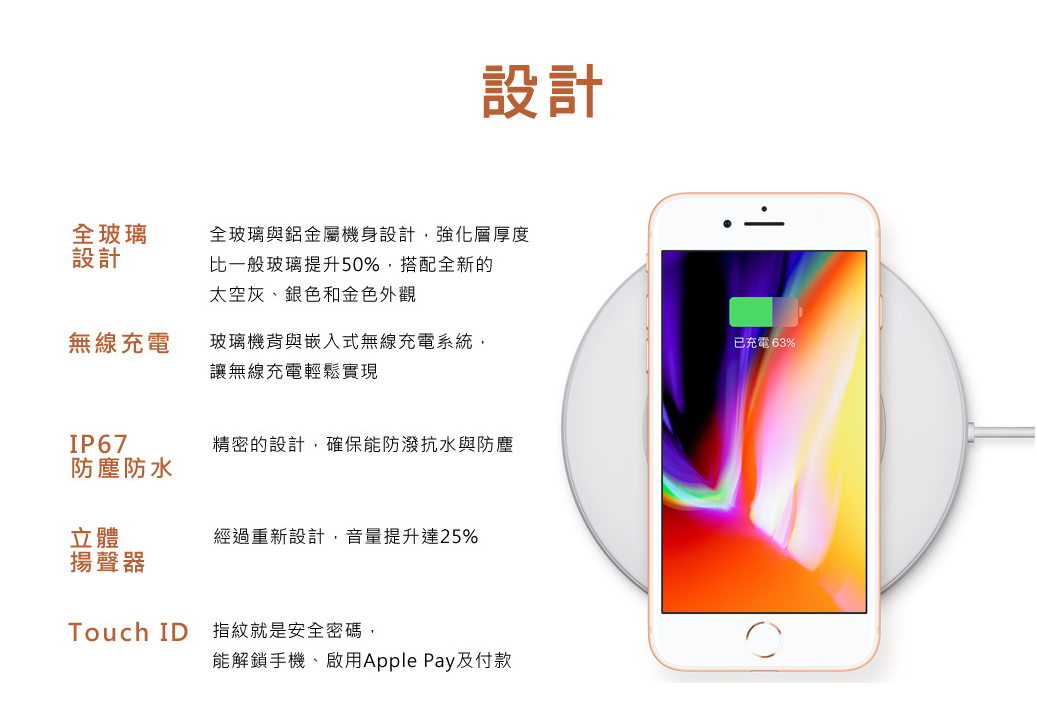 設計
全玻璃
設計
全玻璃與鋁金屬機身設計，強化層厚度
比一般玻璃提升50%，搭配全新的
太空灰、銀色和金色外觀
無線充電
玻璃機背與嵌入式無線充電系統，
讓無線充電輕鬆實現
IP67
防塵防水
精密的設計，確保能防潑抗水與防塵
立體
揚聲器
經過重新設計，音量提升達25%
Touch ID
指紋就是安全密碼，
能解鎖手機、啟用Apple Pay及付款
已充電 63%